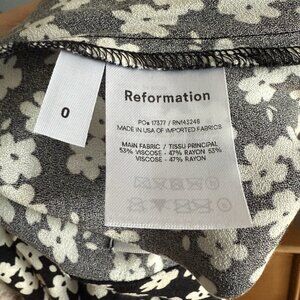 0
Reformation
PO# 17377 / RN143246
MADE IN USA OF IMPORTED FABRICS
MAIN FABRIC / TISSU PRINCIPAL
53% VISCOSE - 47% RAYON 53%
VISCOSE - 47% RAYON